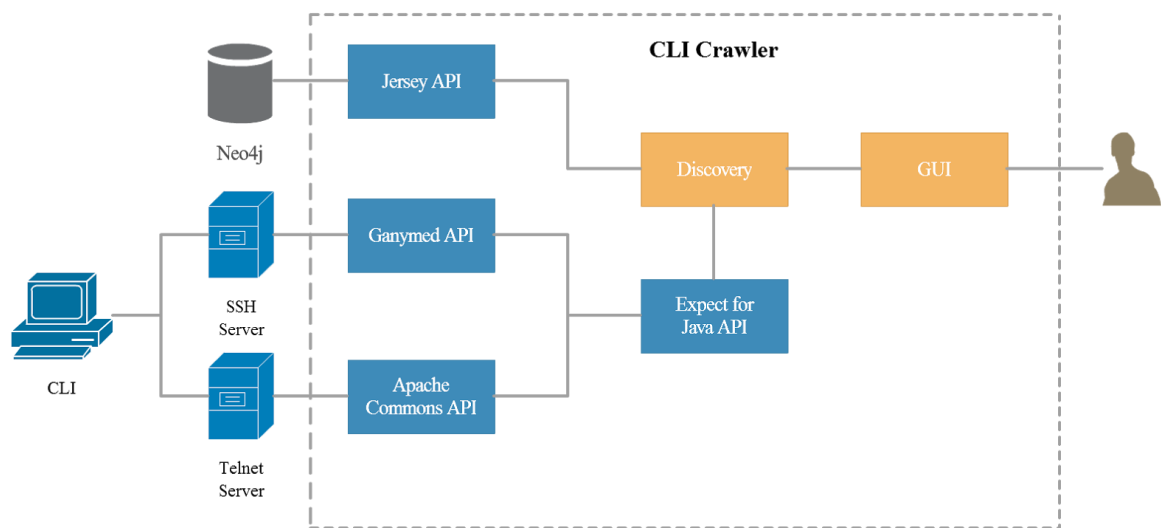 CLI Crawler
Jersey API
Neo4j
Discovery
GUI
Ganymed API
SSH
Server
Expect for
Java API
CLI
Apache
Commons API
Telnet
Server